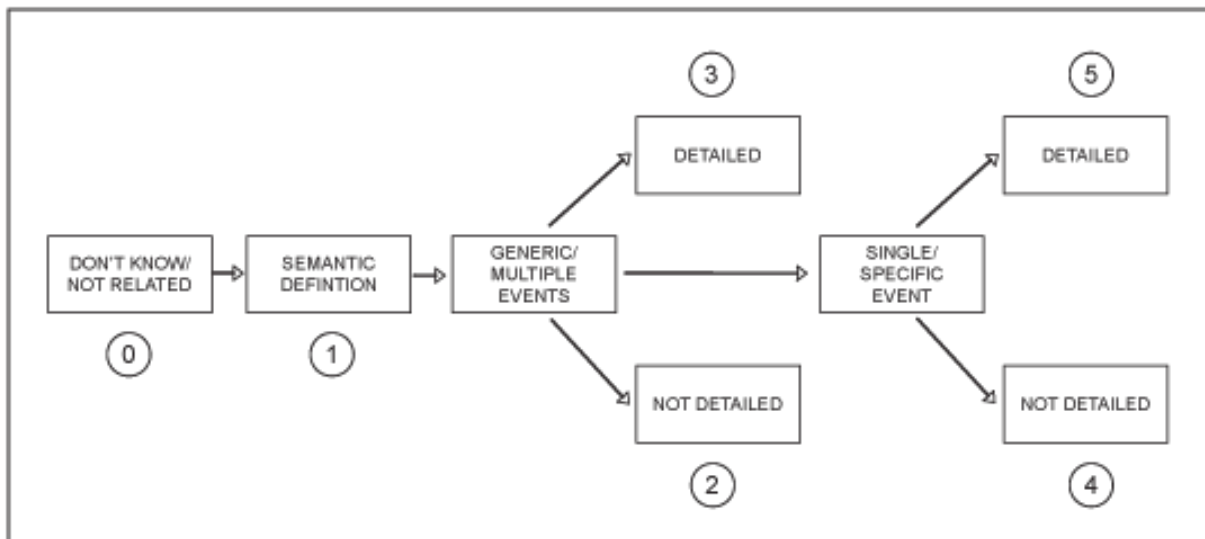 3
5
DETAILED
DETAILED
DON'T KNOW/
NOT RELATED
SEMANTIC
DEFINTION
GENERIC/
MULTIPLE
EVENTS
SINGLE/
SPECIFIC
EVENT
0
1
NOT DETAILED
NOT DETAILED
2
4